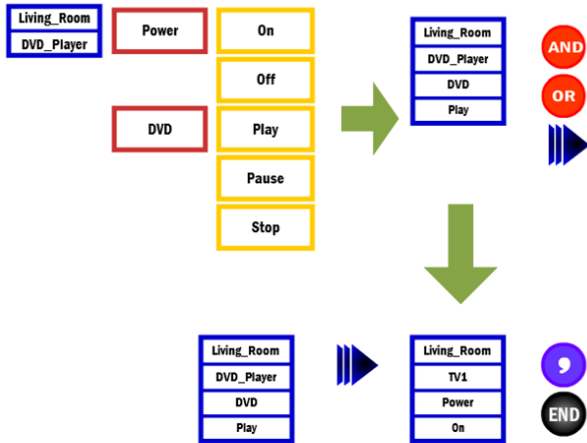 Living_Room
DVD_Player
Power
On
Off
DVD
Play
Pause
Stop
Living_Room
DVD_Player
DVD
Play
AND
OR
Living_Room
DVD_Player
DVD
Play
Living_Room
TV1
Power
On
,
END